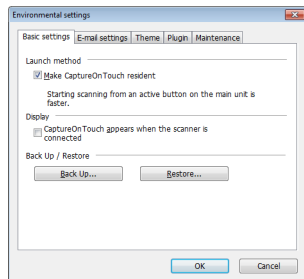 Environmental settings
Basic settings E-mail settings Theme Plugin Maintenance
Launch method
Make CaptureOnTouch resident
Starting scanning from an active button on the main unit is
faster.
Display
CaptureOnTouch appears when the scanner is
connected
Back Up / Restore
Back Up... Restore...
OK Cancel